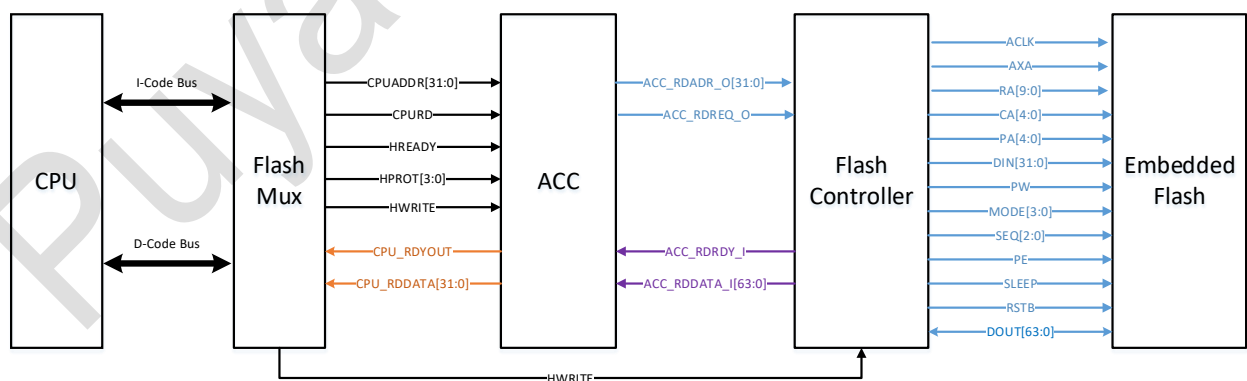 Puya
CPU
I-Code Bus
D-Code Bus
Flash
Mux
CPUADDR[31:0]
CPURD
HREADY
HPROT[3:0]
HWRITE
CPU_RDYOUT
CPU_RDDATA[31:0]
ACC
ACC_RDADR_O[31:0]
ACC_RDREQ_O
ACC_RDRDY_I
ACC_RDDATA_I[63:0]
Flash
Controller
ACLK
AXA
RA[9:0]
CA[4:0]
PA[4:0]
DIN[31:0]
PW
MODE[3:0]
SEQ[2:0]
PE
SLEEP
RSTB
DOUT[63:0]
Embedded
Flash
HWRITE